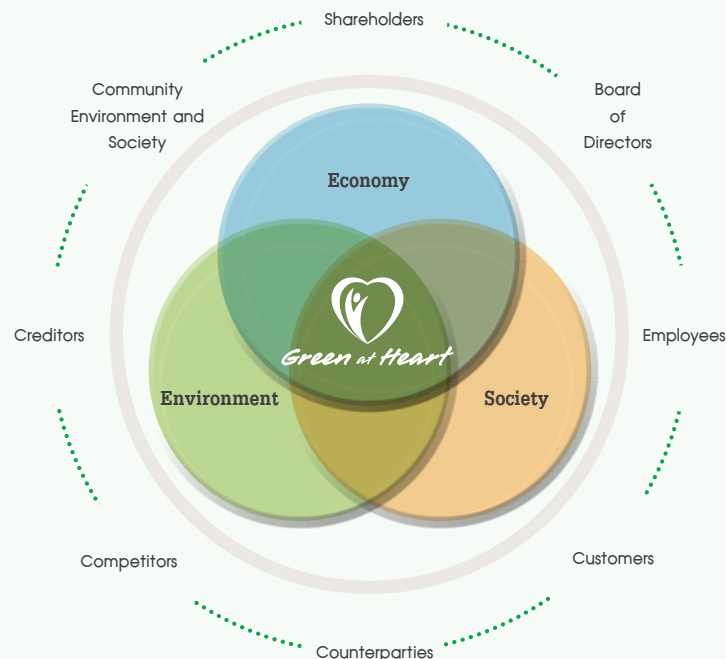 Shareholders
Community
Environment and
Society
Board
of
Directors
Economy
Green at Heart
Creditors
Employees
Environment
Society
Competitors
Customers
Counterparties